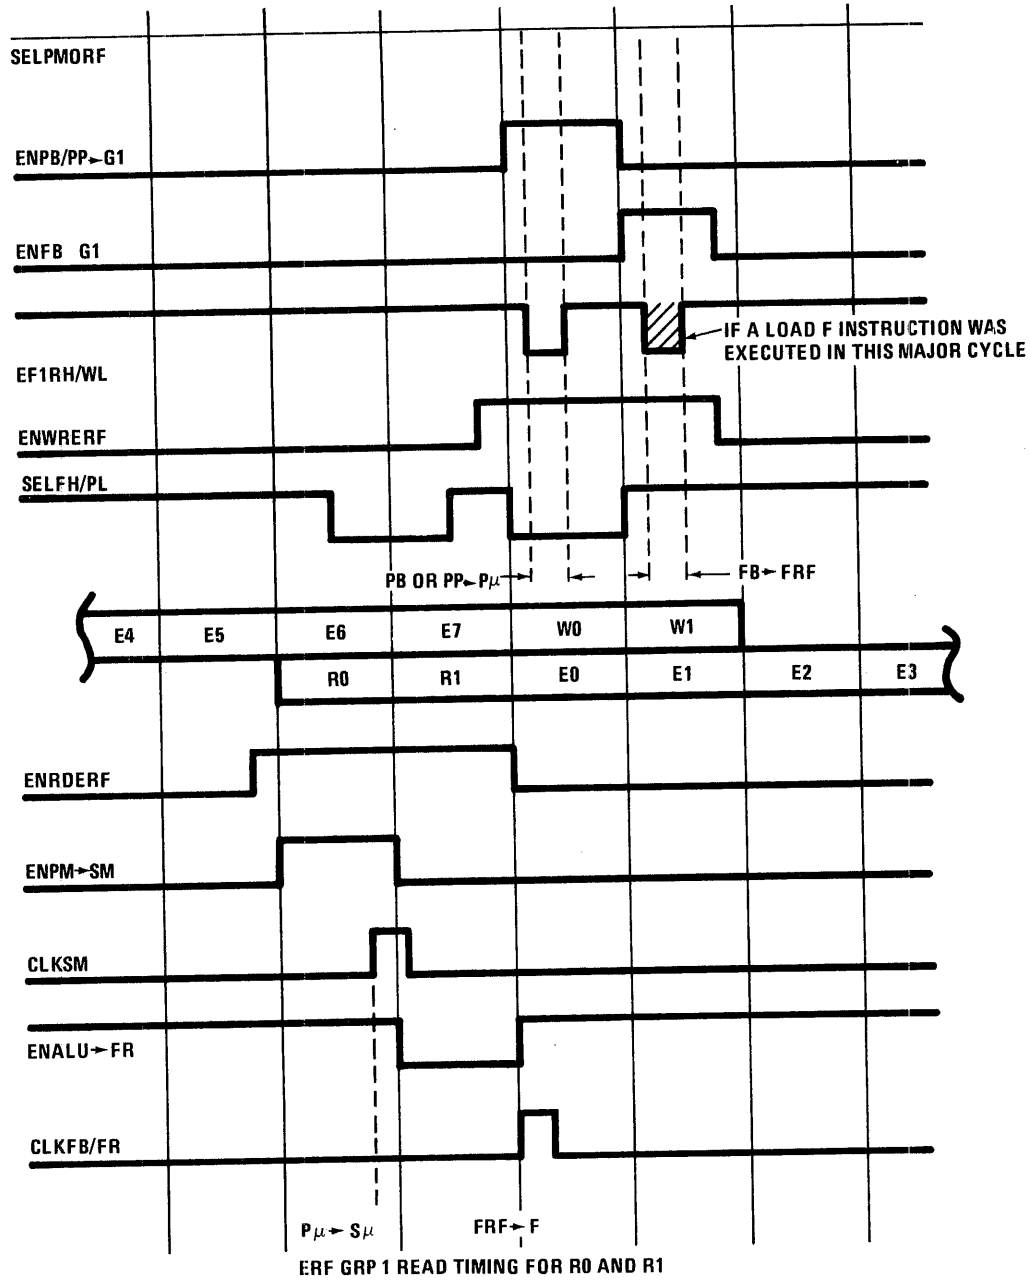 SELPMORF
ENPB/PP→G1
ENFB G1
IF A LOAD F INSTRUCTION WAS
EXECUTED IN THIS MAJOR CYCLE
EF1RH/WL
ENWRERF
SELFH/PL
PB OR PP→Pμ
FB→FRF
E4 E5 E6 E7 W0 W1
R0 R1 E0 E1 E2 E3
ENRDERF
ENPM→SM
CLKSM
ENALU→FR
CLKFB/FR
Pμ→Sμ
FRF→F
ERF GRP 1 READ TIMING FOR R0 AND R1